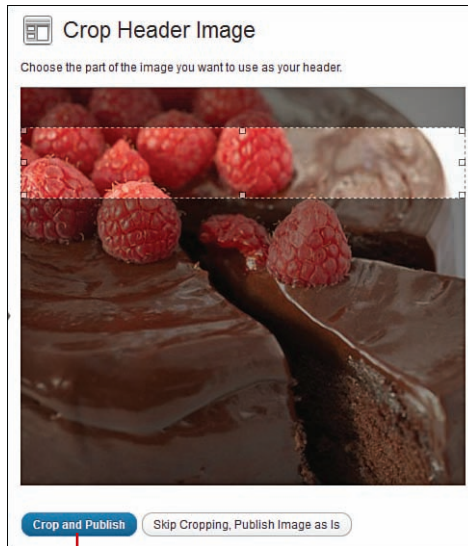 Crop Header Image
Choose the part of the image you want to use as your header.
Crop and Publish Skip Cropping, Publish Image as Is